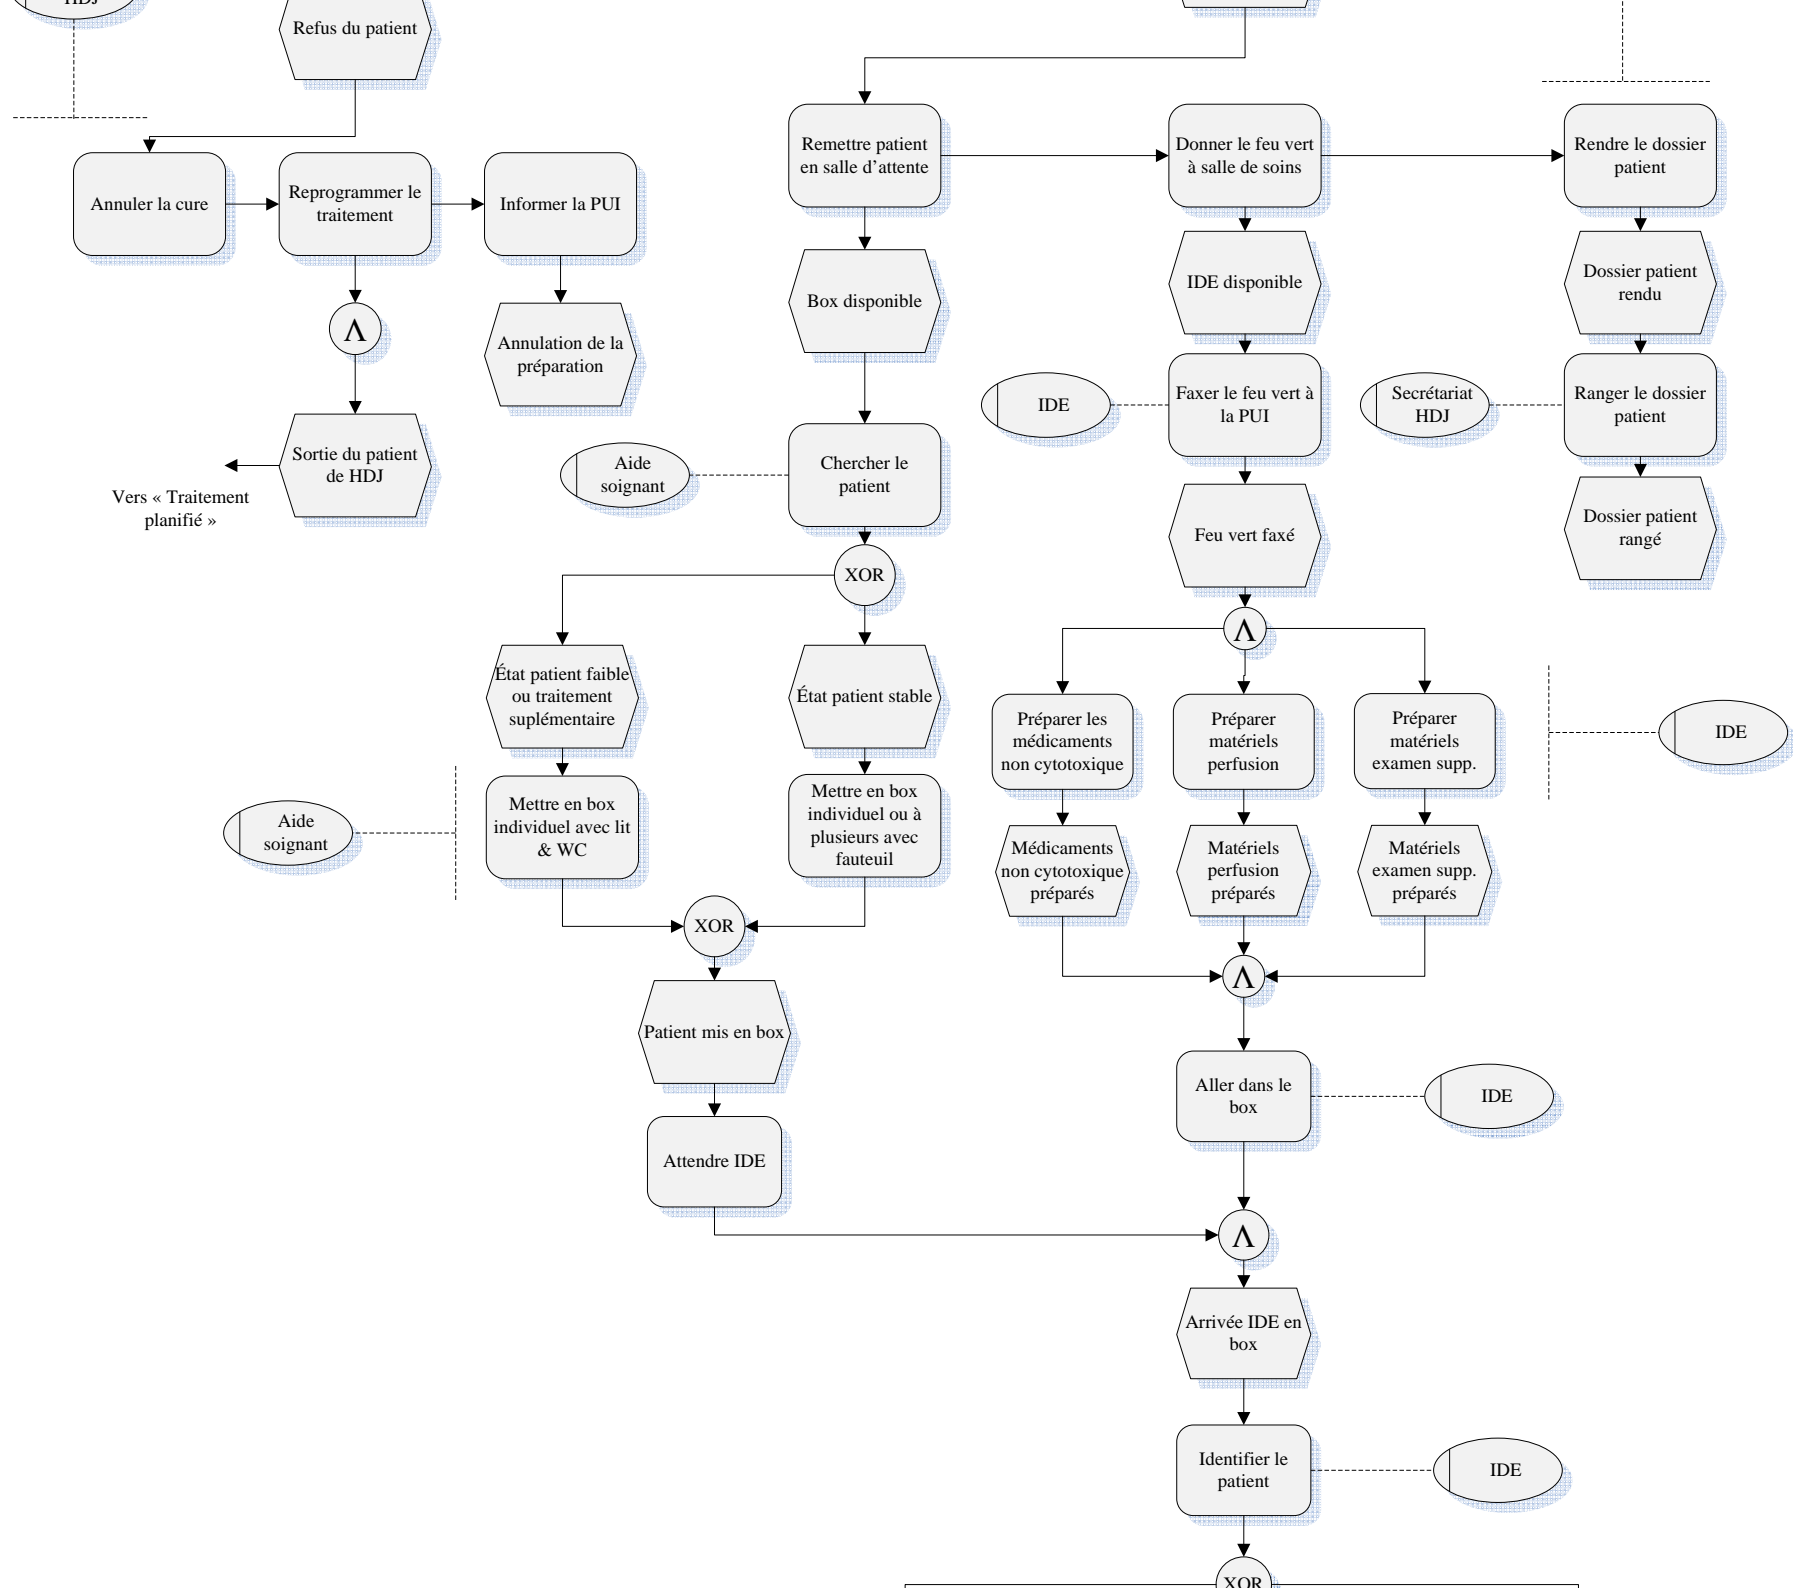 HDJ
Refus du patient
Remettre patient
en salle d'attente
Donner le feu vert
à salle de soins
Rendre le dossier
patient
Annuler la cure
Reprogrammer le
traitement
Informer la PUI
Box disponible
IDE disponible
Dossier patient
rendu
Λ
Annulation de la
préparation
Sortie du patient
de HDJ
Vers « Traitement
planifié »
Aide
soignant
Chercher le
patient
IDE
Faxer le feu vert à
la PUI
Secrétariat
HDJ
Ranger le dossier
patient
Feu vert faxé
Dossier patient
rangé
XOR
Λ
État patient faible
ou traitement
suplémentaire
État patient stable
Préparer les
médicaments
non cytotoxique
Préparer
matériels
perfusion
Préparer
matériels
examen supp.
IDE
Aide
soignant
Mettre en box
individuel avec lit
& WC
Mettre en box
individuel ou à
plusieurs avec
fauteuil
Médicaments
non cytotoxique
préparés
Matériels
perfusion
préparés
Matériels
examen supp.
préparés
XOR
Λ
Patient mis en box
Aller dans le
box
IDE
Attendre IDE
Λ
Arrivée IDE en
box
Identifier le
patient
IDE
XOR